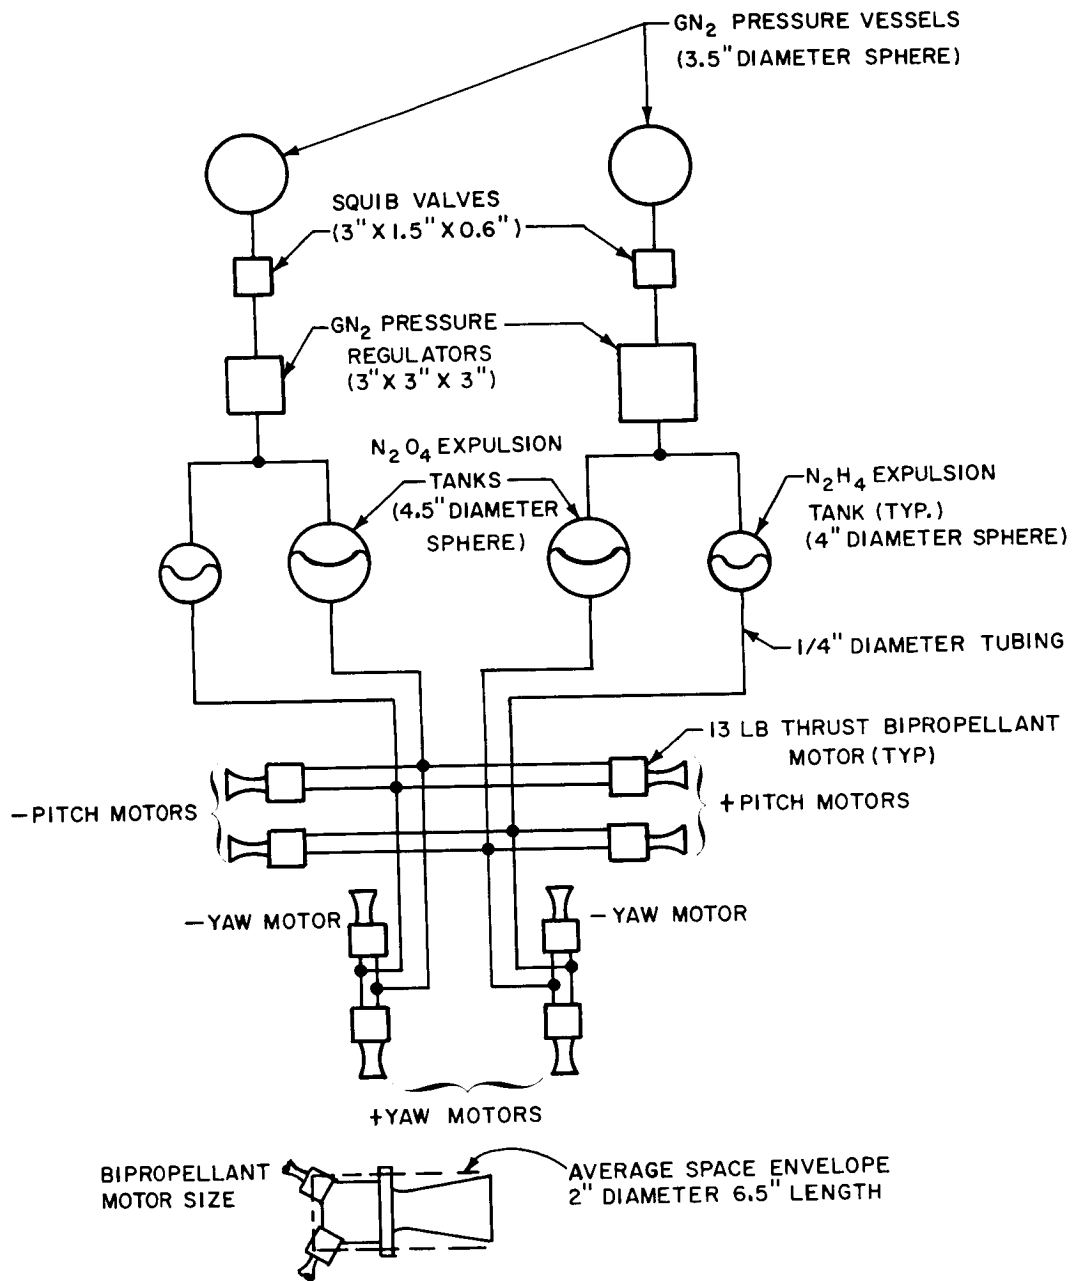 GN₂ PRESSURE VESSELS
(3.5" DIAMETER SPHERE)
SQUIB VALVES
(3" X 1.5" X 0.6")
GN₂ PRESSURE
REGULATORS
(3" X 3" X 3")
N₂O₄ EXPULSION
TANKS
(4.5" DIAMETER
SPHERE)
N₂H₄ EXPULSION
TANK (TYP.)
(4" DIAMETER SPHERE)
1/4" DIAMETER TUBING
13 LB THRUST BIPROPELLANT
MOTOR (TYP)
-PITCH MOTORS
+PITCH MOTORS
-YAW MOTOR
-YAW MOTOR
+YAW MOTORS
BIPROPELLANT
MOTOR SIZE
AVERAGE SPACE ENVELOPE
2" DIAMETER 6.5" LENGTH